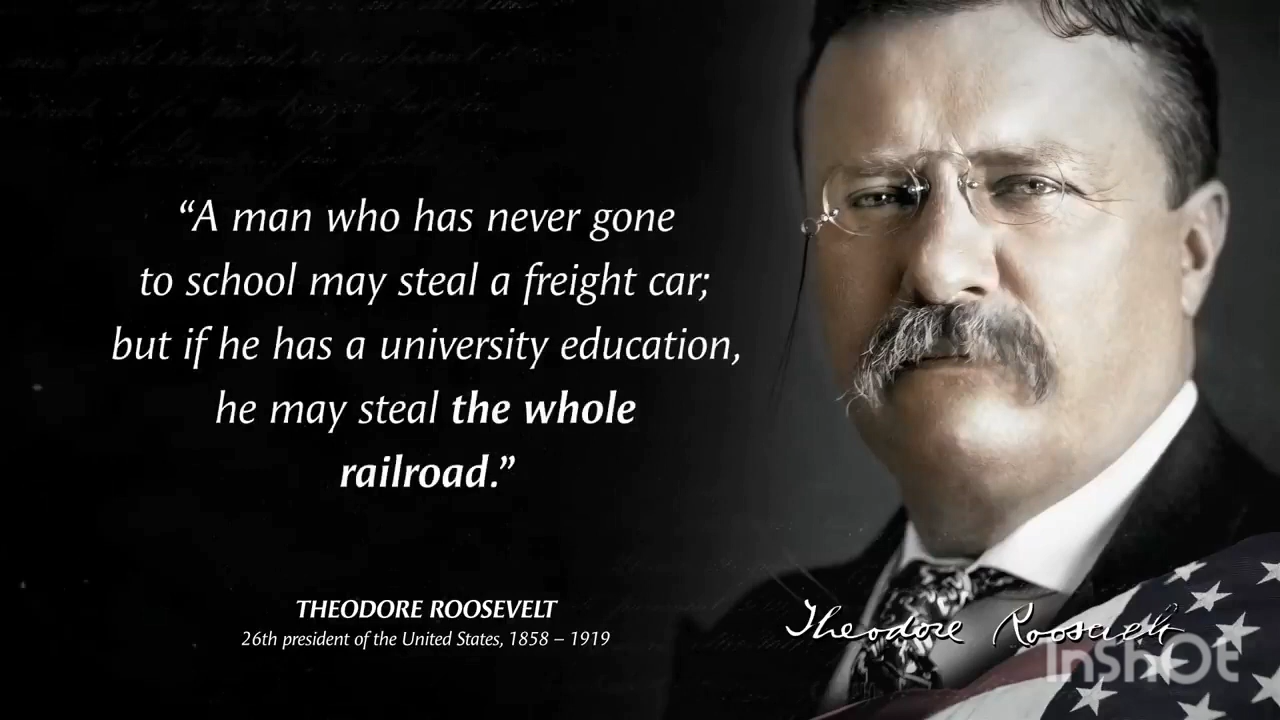 “A man who has never gone
to school may steal a freight car;
but if he has a university education,
he may steal the whole
railroad.”
THEODORE ROOSEVELT
26th president of the United States, 1858 – 1919
Theodore Roosevelt
InShOt